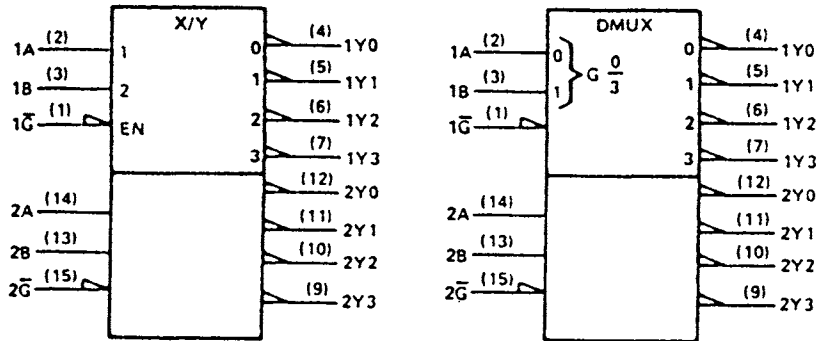 X/Y
1A (2) 1 0 (4) 1Y0
1B (3) 2 1 (5) 1Y1
1G̅ (1) EN 2 (6) 1Y2
3 (7) 1Y3
(12) 2Y0
2A (14) (11) 2Y1
2B (13) (10) 2Y2
2G̅ (15) (9) 2Y3
DMUX
1A (2) 0 } G 0/3 0 (4) 1Y0
1B (3) 1 1 (5) 1Y1
1G̅ (1) 2 (6) 1Y2
3 (7) 1Y3
(12) 2Y0
2A (14) (11) 2Y1
2B (13) (10) 2Y2
2G̅ (15) (9) 2Y3